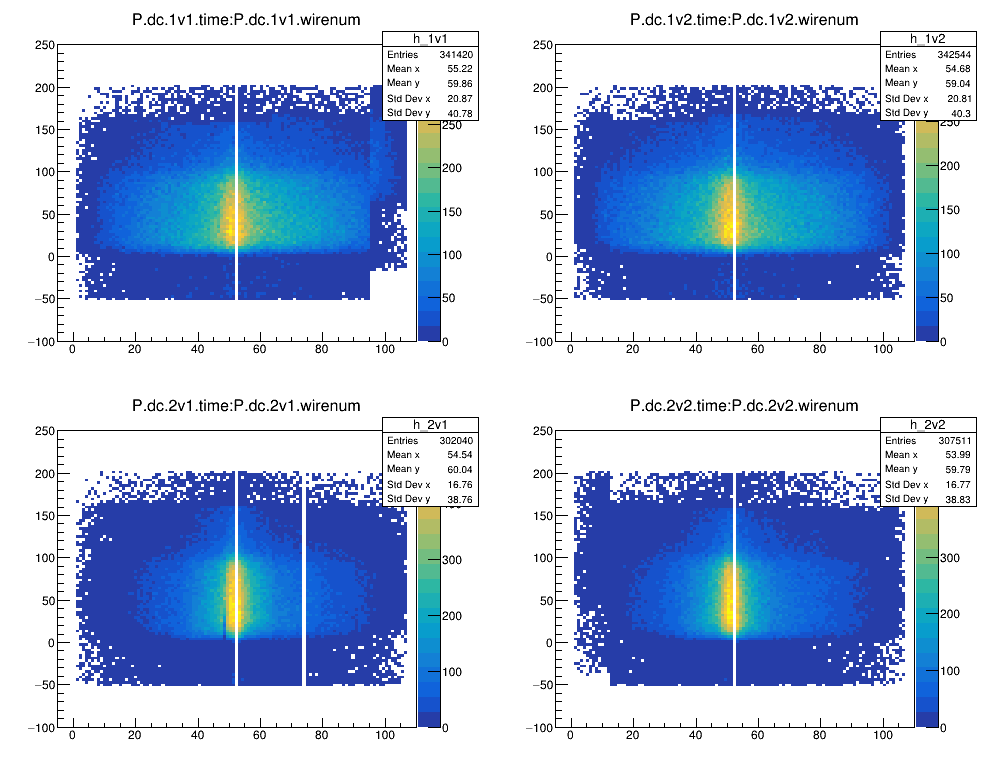 P.dc.1v1.time:P.dc.1v1.wirenum
h_1v1
Entries 341420
Mean x 55.22
Mean y 59.86
Std Dev x 20.87
Std Dev y 40.78
250
200
150
100
50
0
−50
−100
0 20 40 60 80 100
250
200
150
100
50
0
P.dc.1v2.time:P.dc.1v2.wirenum
h_1v2
Entries 342544
Mean x 54.68
Mean y 59.04
Std Dev x 20.81
Std Dev y 40.3
250
200
150
100
50
0
−50
−100
0 20 40 60 80 100
250
200
150
100
50
0
P.dc.2v1.time:P.dc.2v1.wirenum
h_2v1
Entries 302040
Mean x 54.54
Mean y 60.04
Std Dev x 16.76
Std Dev y 38.76
250
200
150
100
50
0
−50
−100
0 20 40 60 80 100
300
200
100
0
P.dc.2v2.time:P.dc.2v2.wirenum
h_2v2
Entries 307511
Mean x 53.99
Mean y 59.79
Std Dev x 16.77
Std Dev y 38.83
250
200
150
100
50
0
−50
−100
0 20 40 60 80 100
300
200
100
0